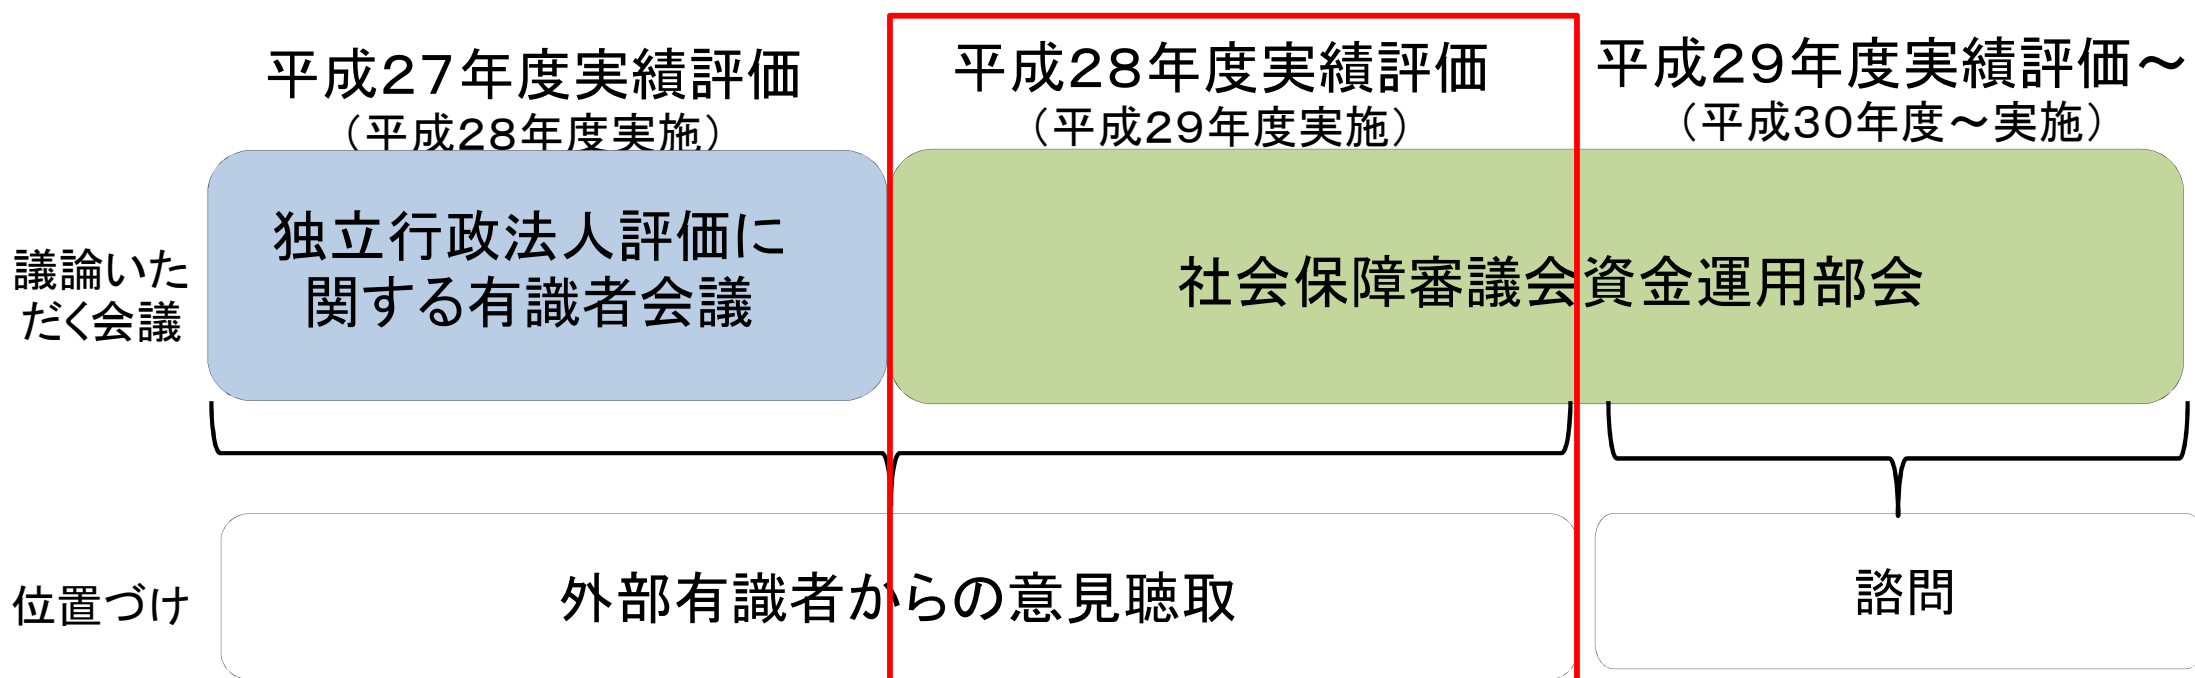 平成２７年度実績評価
（平成２８年度実施）
平成２８年度実績評価
（平成２９年度実施）
平成２９年度実績評価～
（平成３０年度～実施）
議論いた
だく会議
独立行政法人評価に
関する有識者会議
社会保障審議会資金運用部会
位置づけ
外部有識者からの意見聴取
諮問